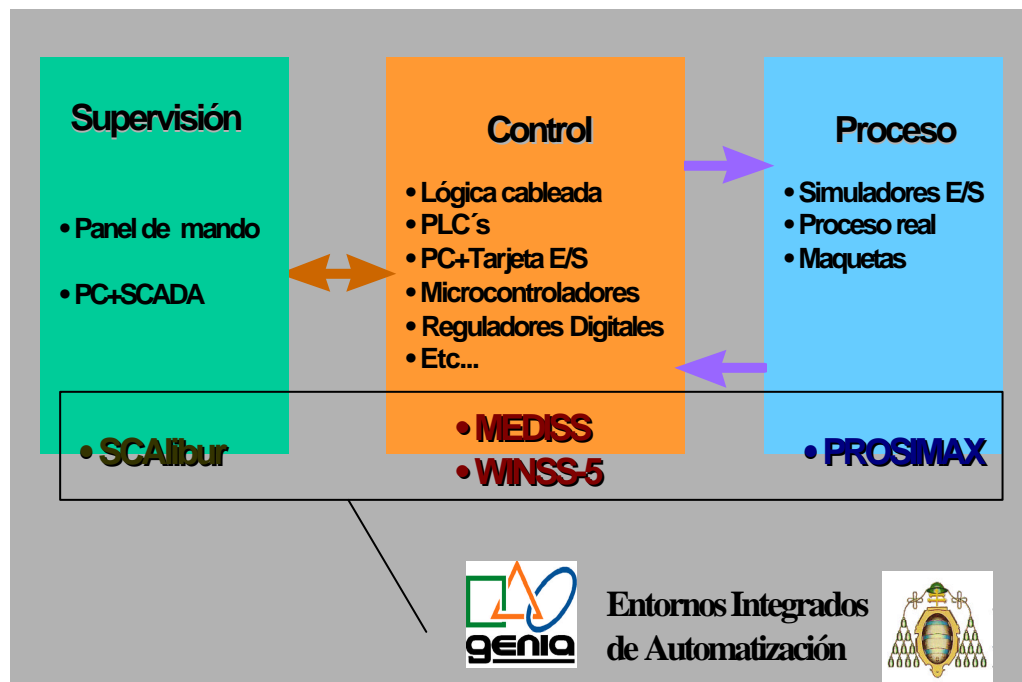 Supervisión
• Panel de mando
• PC+SCADA
• SCAlibur
Control
• Lógica cableada
• PLC´s
• PC+Tarjeta E/S
• Microcontroladores
• Reguladores Digitales
• Etc...
• MEDISS
• WINSS-5
Proceso
• Simuladores E/S
• Proceso real
• Maquetas
• PROSIMAX
genia
Entornos Integrados
de Automatización